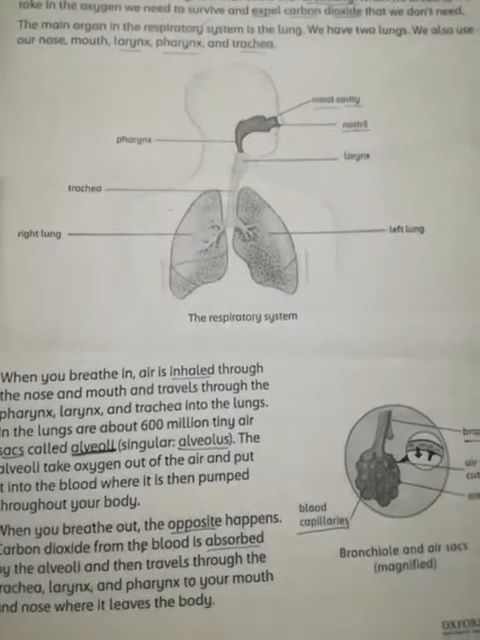 take in the oxygen we need to survive and expel carbon dioxide that we don't need.
The main organ in the respiratory system is the lung. We have two lungs. We also use
our nose, mouth, larynx, pharynx, and trachea.
nasal cavity
nostril
pharynx
larynx
trachea
right lung
left lung
The respiratory system
When you breathe in, air is inhaled through
the nose and mouth and travels through the
pharynx, larynx, and trachea into the lungs.
In the lungs are about 600 million tiny air
sacs called alveoli (singular: alveolus). The
alveoli take oxygen out of the air and put
it into the blood where it is then pumped
throughout your body.
When you breathe out, the opposite happens.
Carbon dioxide from the blood is absorbed
by the alveoli and then travels through the
trachea, larynx, and pharynx to your mouth
and nose where it leaves the body.
air
cut
blood
capillaries
Bronchiole and air sacs
(magnified)
OXFORD